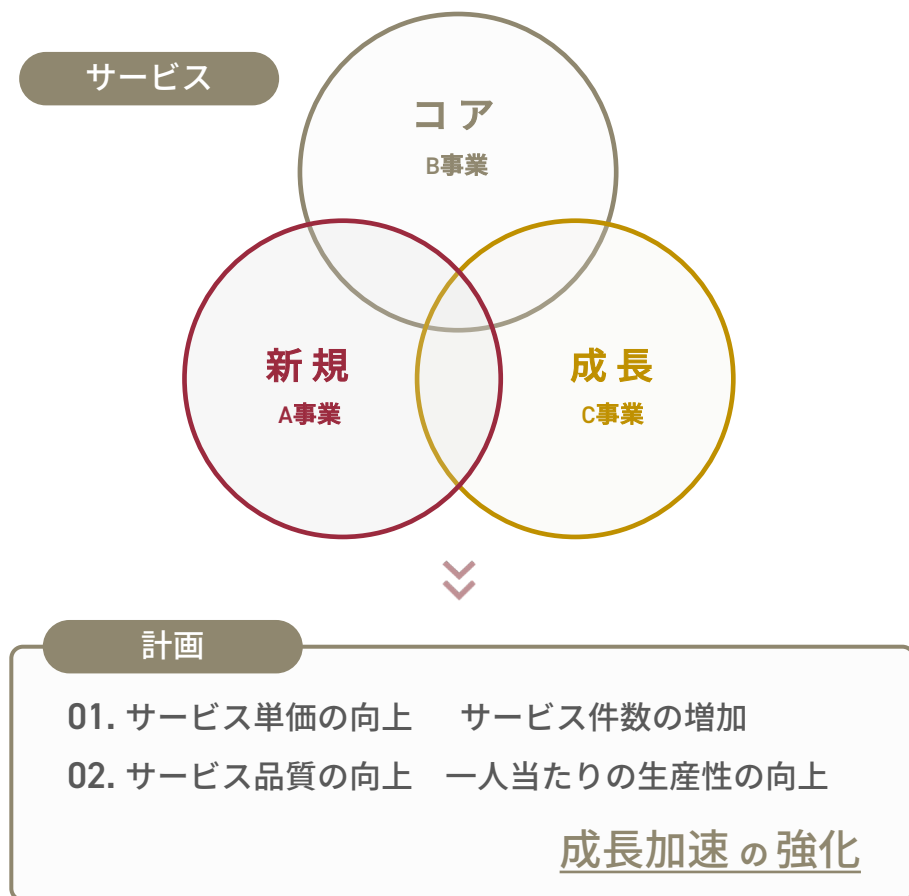 サービス
コア
B事業
新規
A事業
成長
C事業
計画
01. サービス単価の向上 サービス件数の増加
02. サービス品質の向上 一人当たりの生産性の向上
成長加速の強化